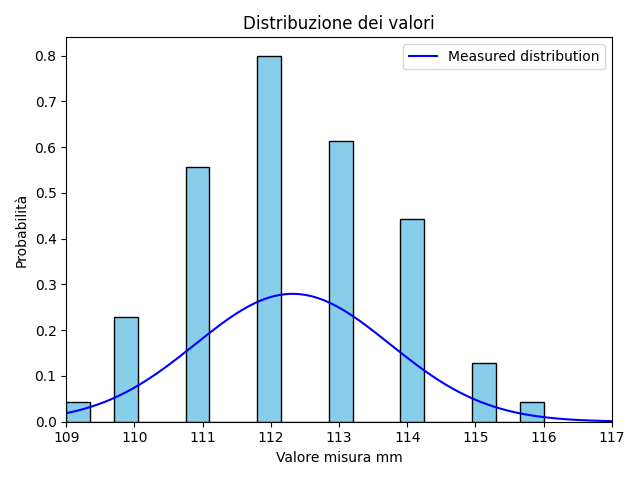 Distribuzione dei valori
Measured distribution
Probabilità
0.8
0.7
0.6
0.5
0.4
0.3
0.2
0.1
0.0
109 110 111 112 113 114 115 116 117
Valore misura mm